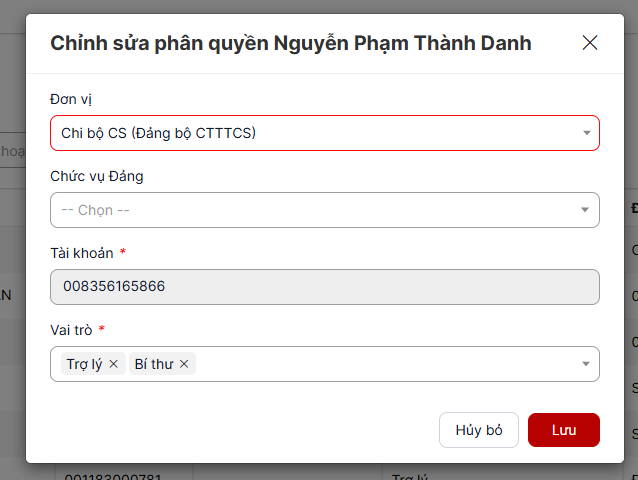 Chỉnh sửa phân quyền Nguyễn Phạm Thành Danh
Đơn vị
Chi bộ CS (Đảng bộ CTTTCS)
Chức vụ Đảng
-- Chọn --
Tài khoản *
008356165866
Vai trò *
Trợ lý × Bí thư ×
Hủy bỏ Lưu